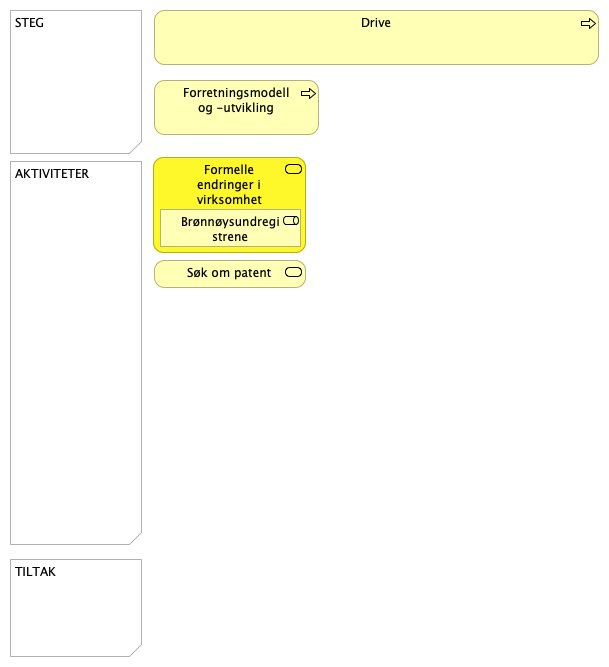 STEG
Drive
Forretningsmodell
og -utvikling
AKTIVITETER
Formelle
endringer i
virksomhet
Brønnøysundregi
strene
Søk om patent
TILTAK